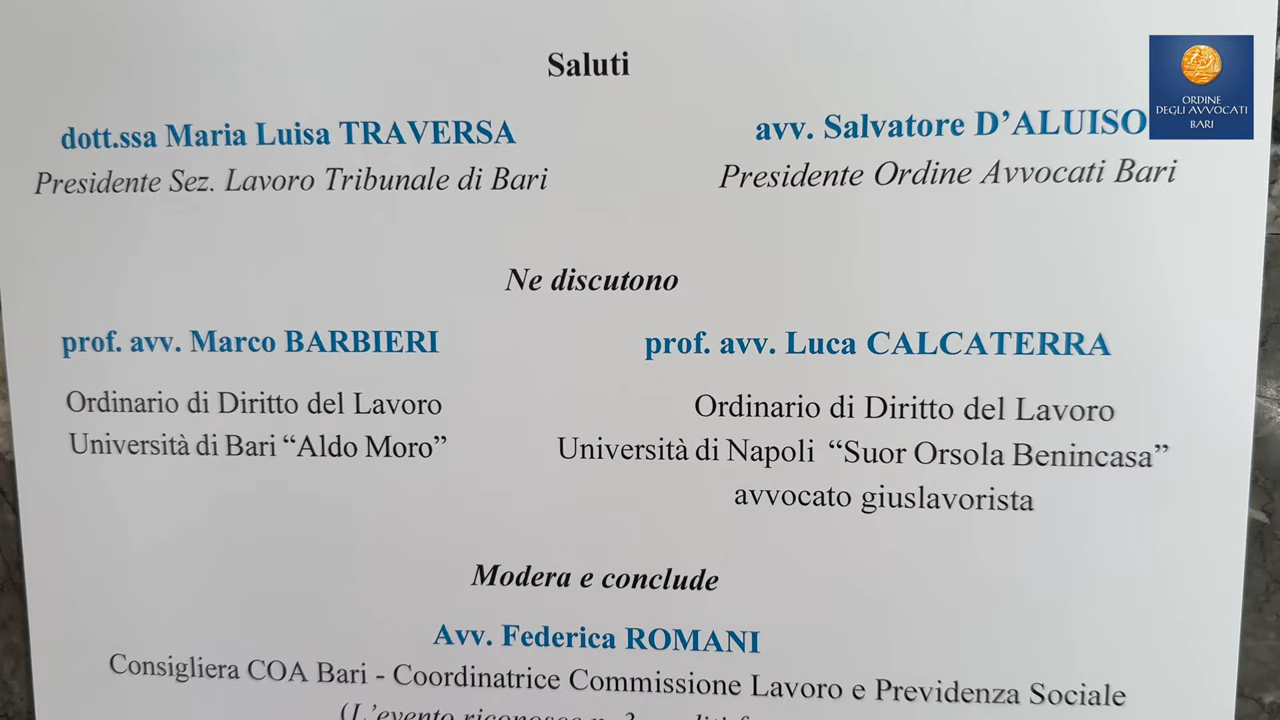 Saluti
dott.ssa Maria Luisa TRAVERSA
Presidente Sez. Lavoro Tribunale di Bari
avv. Salvatore D’ALUISO
Presidente Ordine Avvocati Bari
ORDINE
DEGLI AVVOCATI
BARI
Ne discutono
prof. avv. Marco BARBIERI
Ordinario di Diritto del Lavoro
Università di Bari “Aldo Moro”
prof. avv. Luca CALCATERRA
Ordinario di Diritto del Lavoro
Università di Napoli “Suor Orsola Benincasa”
avvocato giuslavorista
Modera e conclude
Avv. Federica ROMANI
Consigliera COA Bari - Coordinatrice Commissione Lavoro e Previdenza Sociale
(L’evento